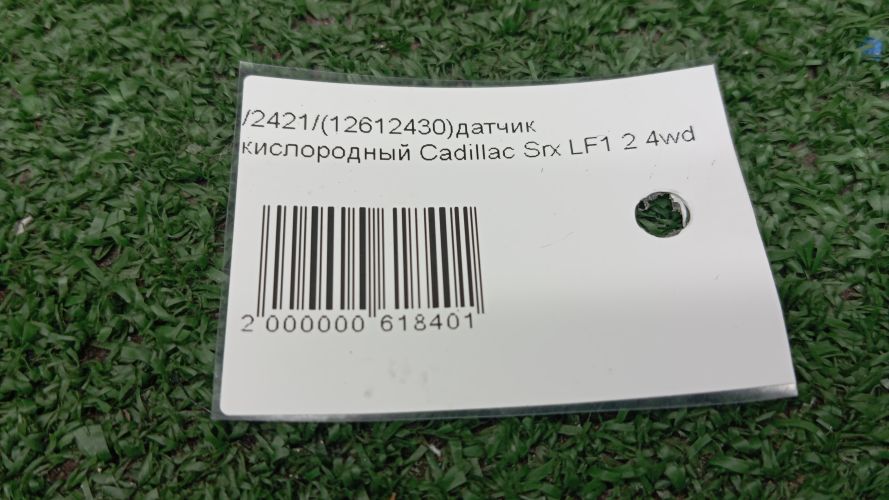 /2421/(12612430)датчик
кислородный Cadillac Srx LF1 2 4wd
2 000000 618401